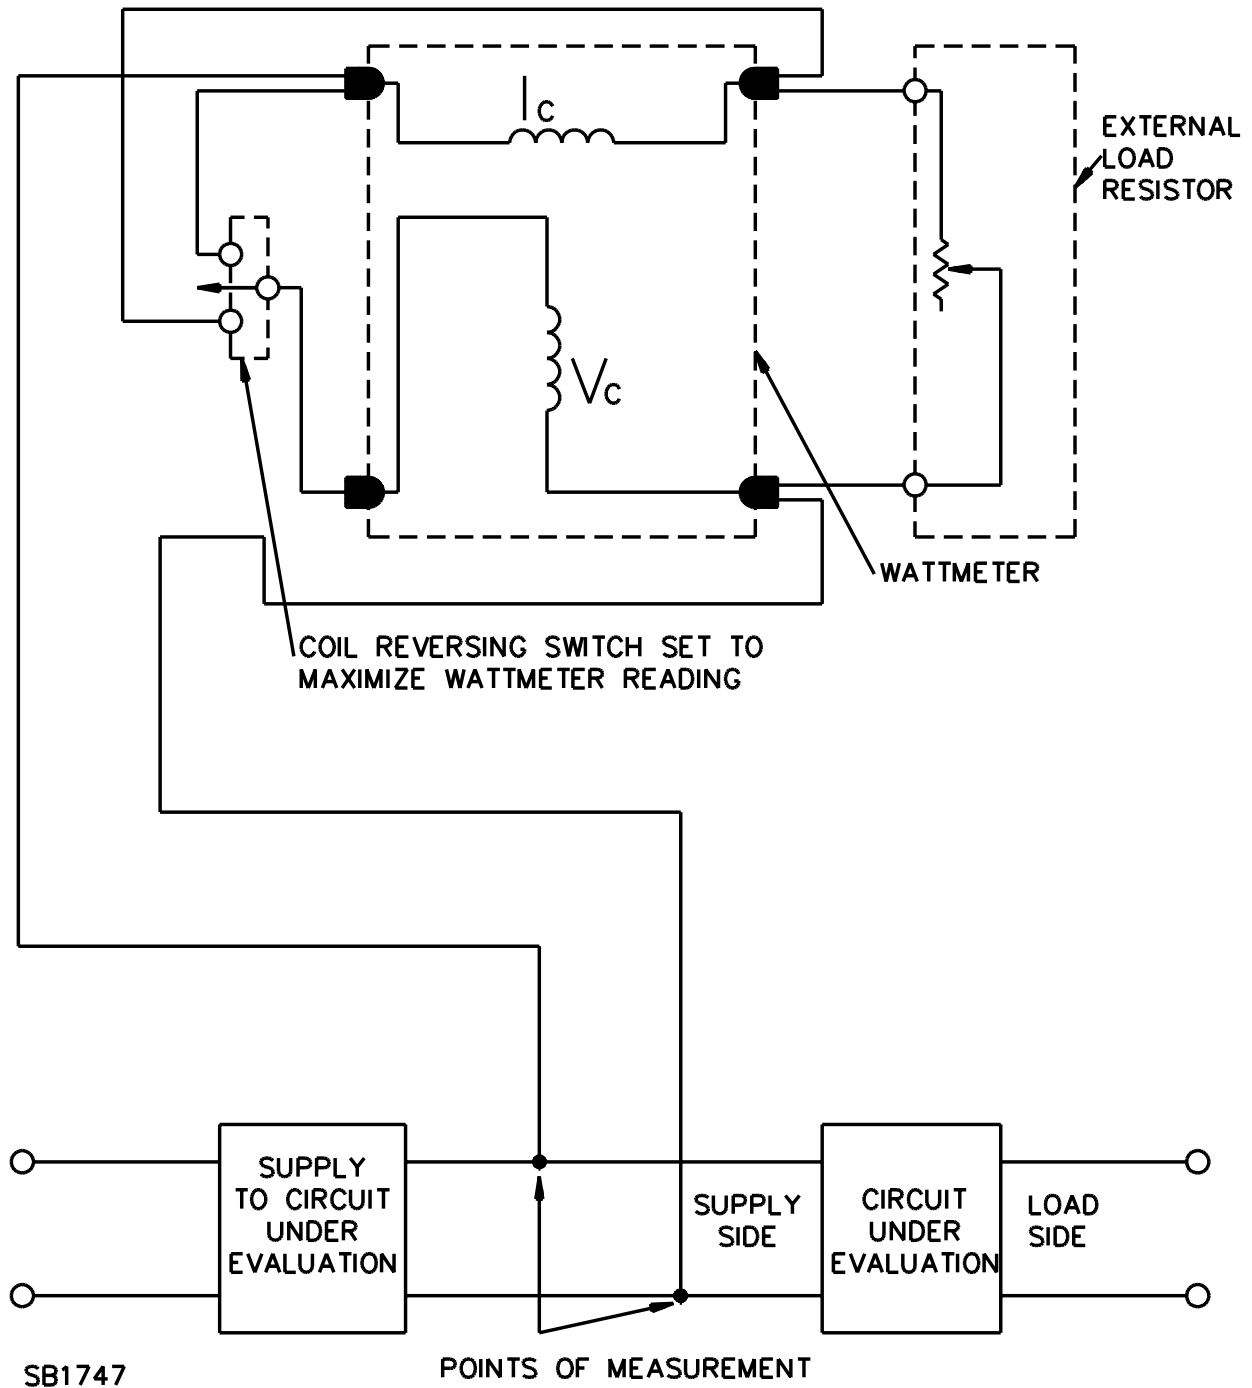 IC
EXTERNAL
LOAD
RESISTOR
VC
WATTMETER
COIL REVERSING SWITCH SET TO
MAXIMIZE WATTMETER READING
SUPPLY
TO CIRCUIT
UNDER
EVALUATION
SUPPLY
SIDE
CIRCUIT
UNDER
EVALUATION
LOAD
SIDE
POINTS OF MEASUREMENT
SB1747